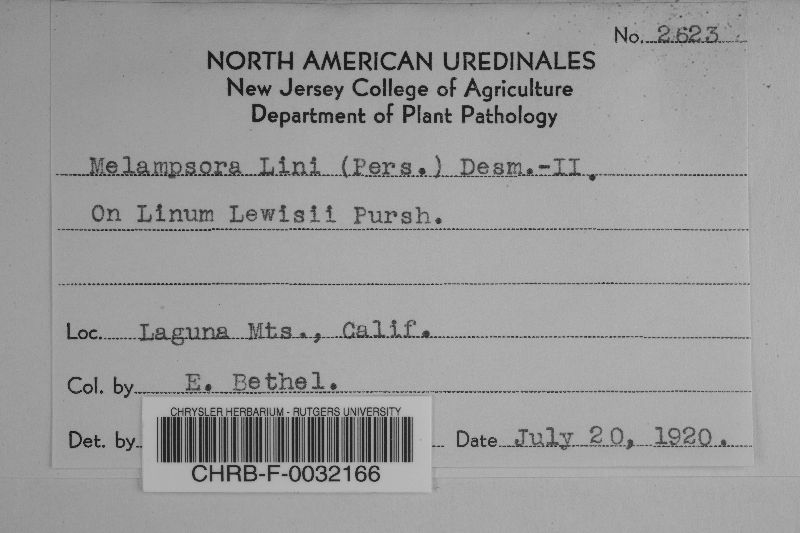 No. 2623
NORTH AMERICAN UREDINALES
New Jersey College of Agriculture
Department of Plant Pathology
Melampsora Lini (Pers.) Desm.-II.
On Linum Lewisii Pursh.
Loc. Laguna Mts., Calif.
Col. by E. Bethel.
Det. by
Date July 20, 1920.
CHRYSLER HERBARIUM - RUTGERS UNIVERSITY
CHRB-F-0032166